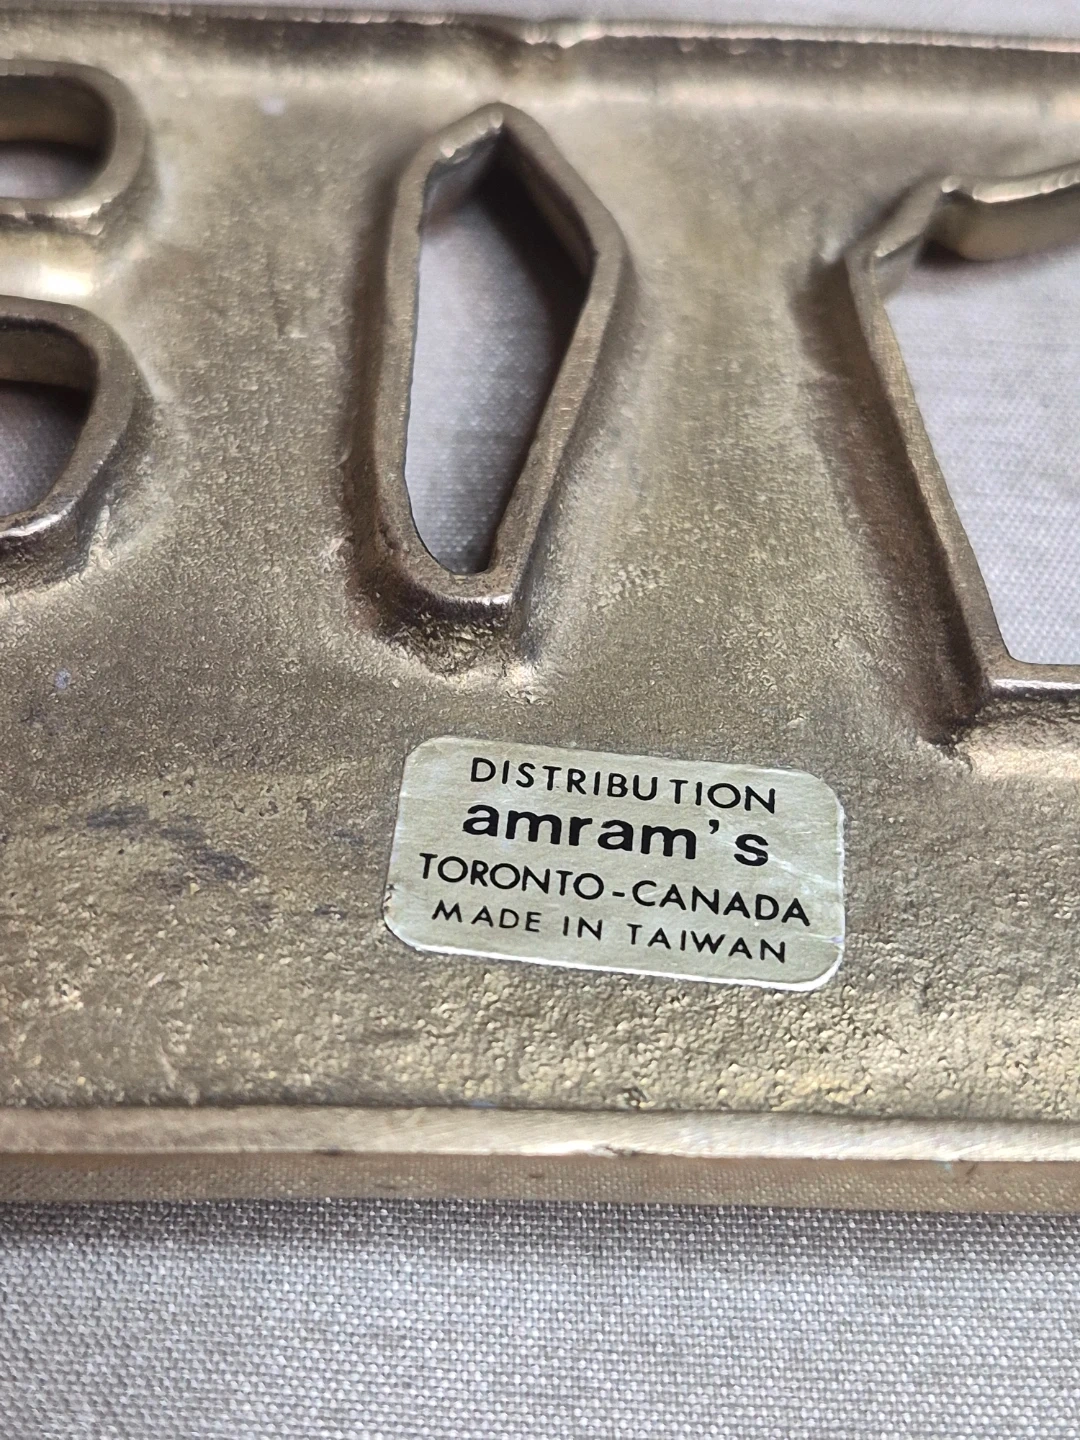 DISTRIBUTION
amram's
TORONTO-CANADA
MADE IN TAIWAN